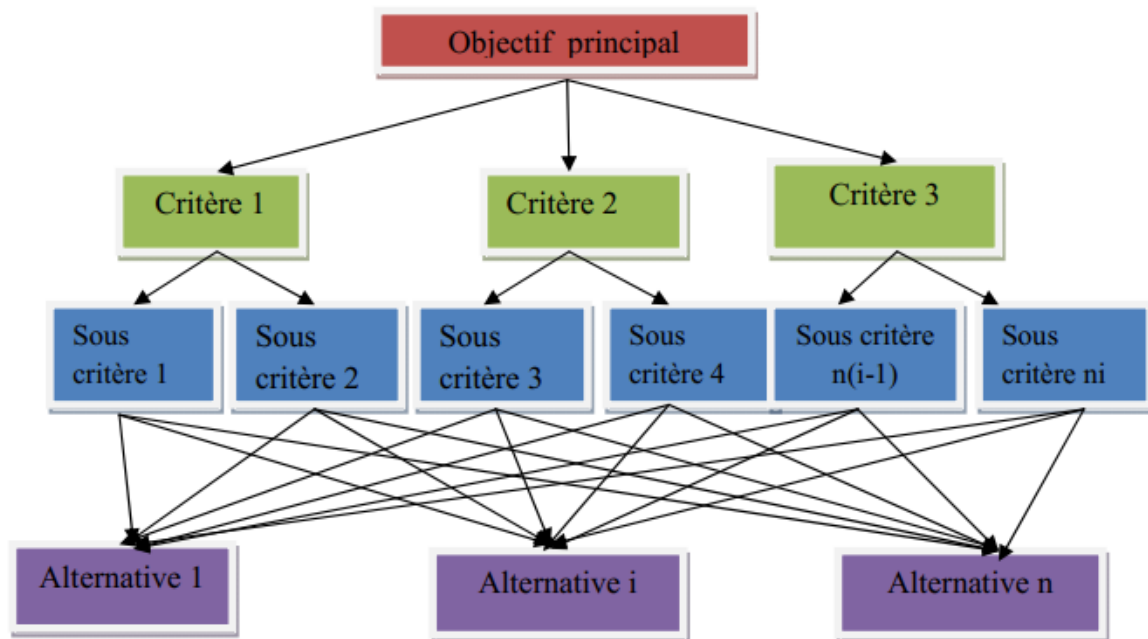 Objectif principal
Critère 1
Critère 2
Critère 3
Sous
critère 1
Sous
critère 2
Sous
critère 3
Sous
critère 4
Sous critère
n(i-1)
Sous
critère ni
Alternative 1
Alternative i
Alternative n